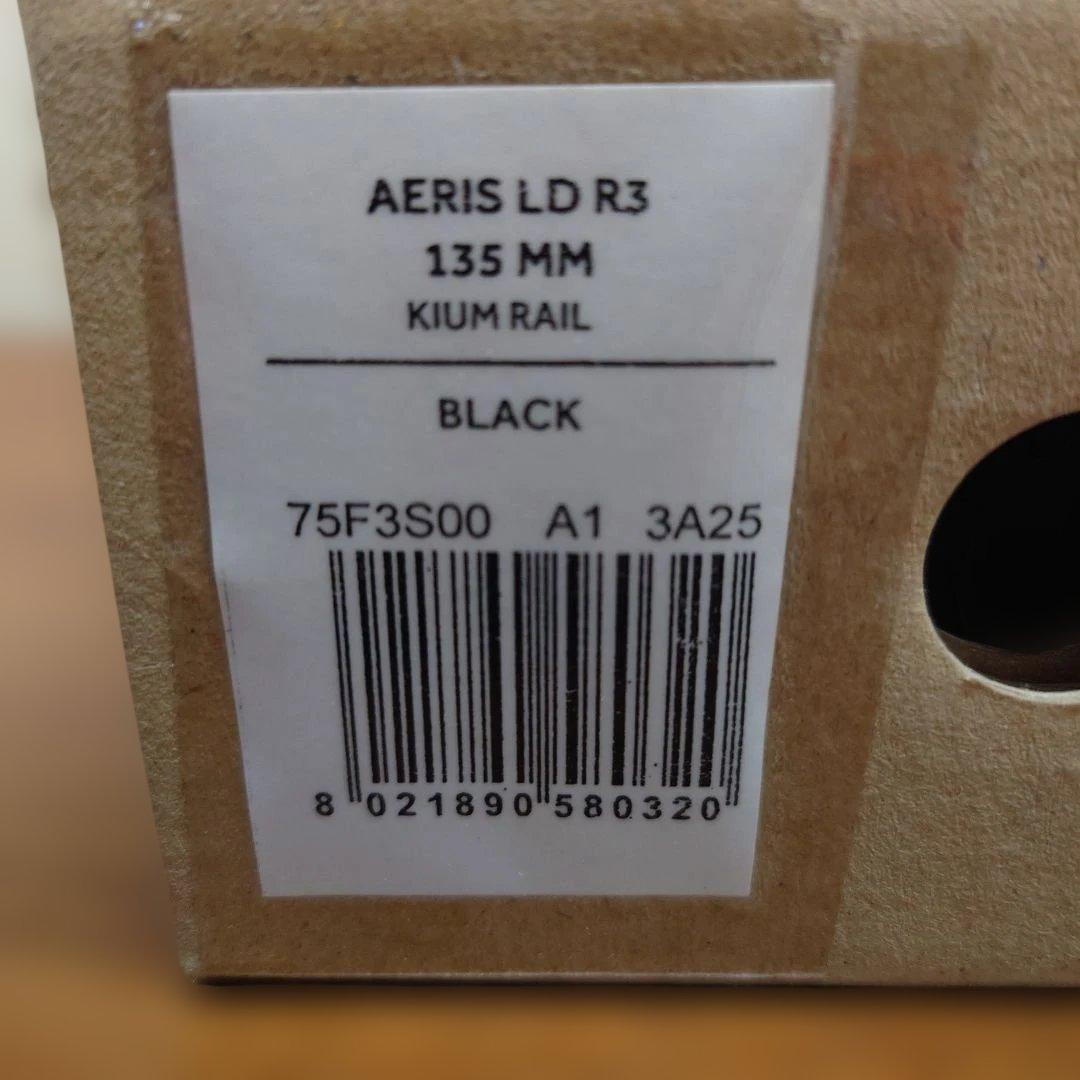 AERIS LD R3
135 MM
KIUM RAIL
BLACK
75F3S00 A1 3A25
8 021890 580320